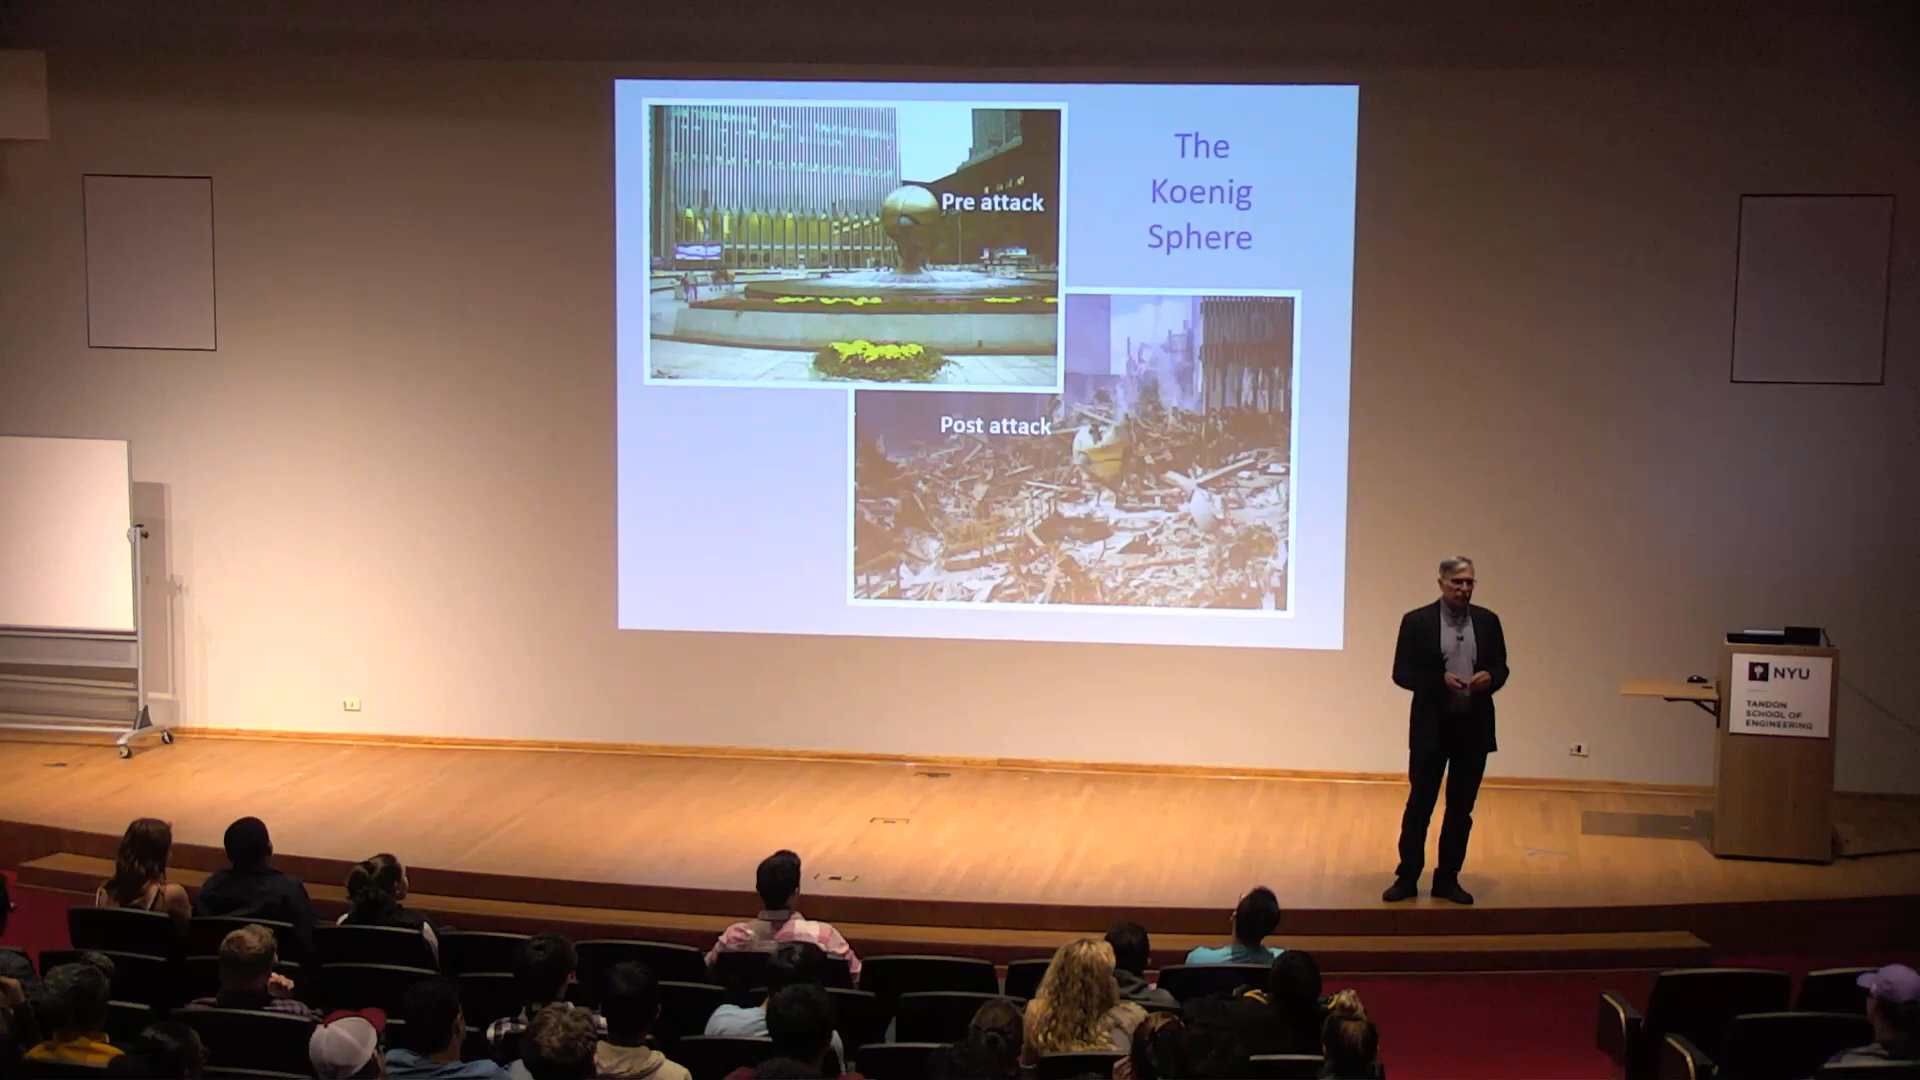 The
Koenig
Sphere
Pre attack
Post attack
NYU
TANDON
SCHOOL OF
ENGINEERING